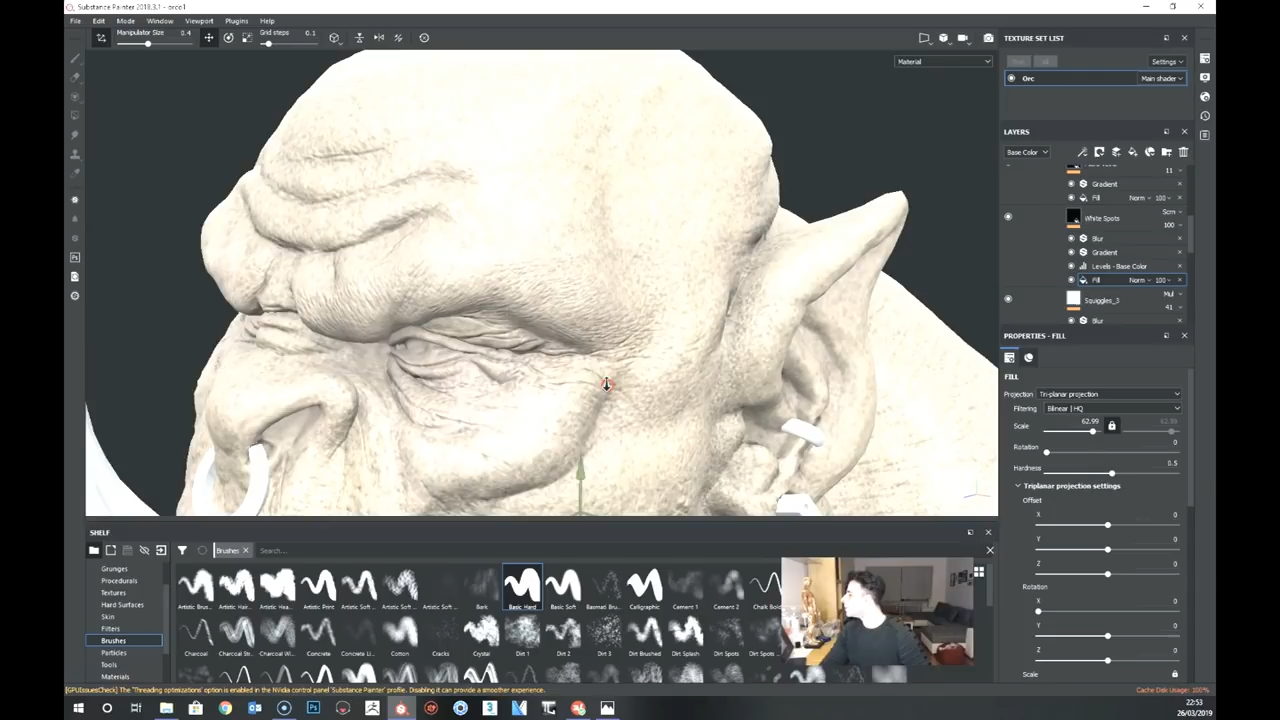 Substance Painter 2018.3.1 - orco1
File Edit Mode Window Viewport Plugins Help
Manipulator Size 0.4 Grid steps 0.1
Material
TEXTURE SET LIST
Settings
Orc Main shader
LAYERS
Base Color
11
Gradient
Fill Norm 100
White Spots Scrn
100
Blur
Gradient
Levels - Base Color
Fill Norm 100
Squiggles_3 Mul
41
Blur
PROPERTIES - FILL
FILL
Projection Tri-planar projection
Filtering Bilinear | HQ
Scale 62.99 62.99
Rotation 0
Hardness 0.5
Triplanar projection settings
Offset
X 0
Y 0
Z 0
Rotation
X 0
Y 0
Z 0
Scale
SHELF
Brushes Search...
Grunges
Procedurals
Textures
Hard Surfaces
Skin
Filters
Brushes
Particles
Tools
Materials
Artistic Brus... Artistic Hair... Artistic Hea... Artistic Print Artistic Soft ... Artistic Soft ... Artistic Soft ... Bark Basic Hard Basic Soft Basmati Bru... Calligraphic Cement 1 Cement 2 Chalk Bold
Charcoal Charcoal Str... Charcoal Wi... Concrete Concrete Li... Cotton Cracks Crystal Dirt 1 Dirt 2 Dirt 3 Dirt Brushed Dirt Splash Dirt Spots Dirt Spots
[GPUIssuesCheck] The 'Threading optimizations' option is enabled in the NVidia control panel 'Substance Painter' profile. Disabling it can provide a smoother experience.
Cache Disk Usage: 100%
22:53
26/03/2019